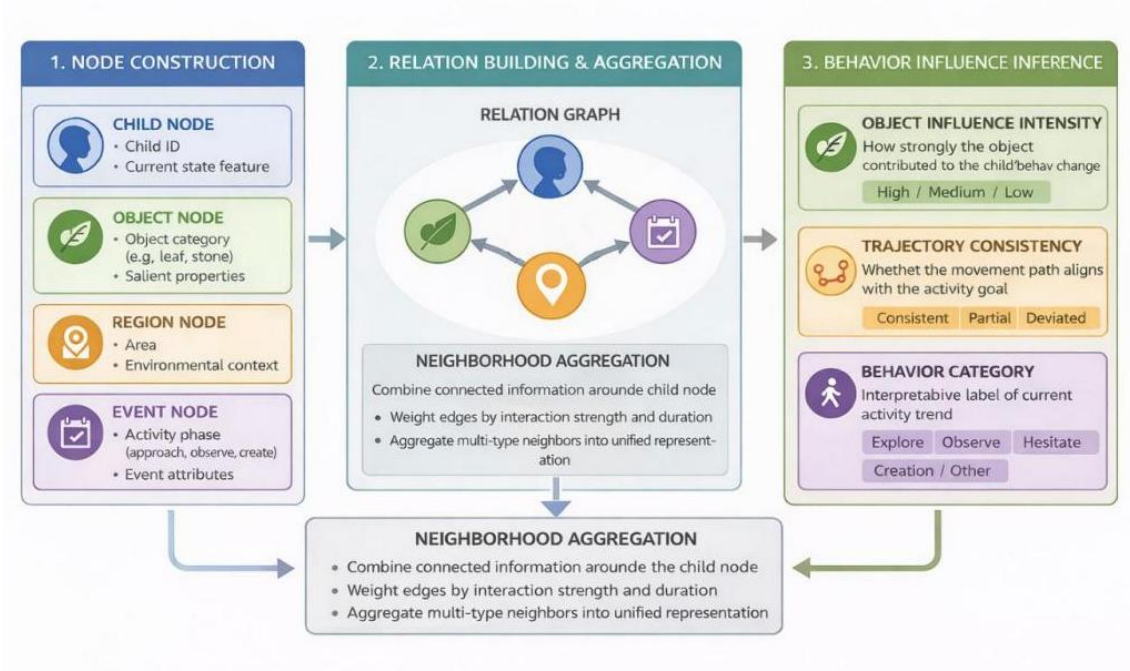 1. NODE CONSTRUCTION
CHILD NODE
• Child ID
• Current state feature
OBJECT NODE
• Object category
(e.g, leaf, stone)
• Salient properties
REGION NODE
• Area
• Environmental context
EVENT NODE
• Activity phase
(approach, observe, create)
• Event attributes
2. RELATION BUILDING & AGGREGATION
RELATION GRAPH
NEIGHBORHOOD AGGREGATION
Combine connected information arounde child node
• Weight edges by interaction strength and duration
• Aggregate multi-type neighbors into unified represent-
ation
3. BEHAVIOR INFLUENCE INFERENCE
OBJECT INFLUENCE INTENSITY
How strongly the object
contributed to the child'behav change
High / Medium / Low
TRAJECTORY CONSISTENCY
Whethet the movement path aligns
with the activity goal
Consistent Partial Deviated
BEHAVIOR CATEGORY
Interpretabive label of current
activity trend
Explore Observe Hesitate
Creation / Other
NEIGHBORHOOD AGGREGATION
• Combine connected information arounde the child node
• Weight edges by interaction strength and duration
• Aggregate multi-type neighbors into unified representation